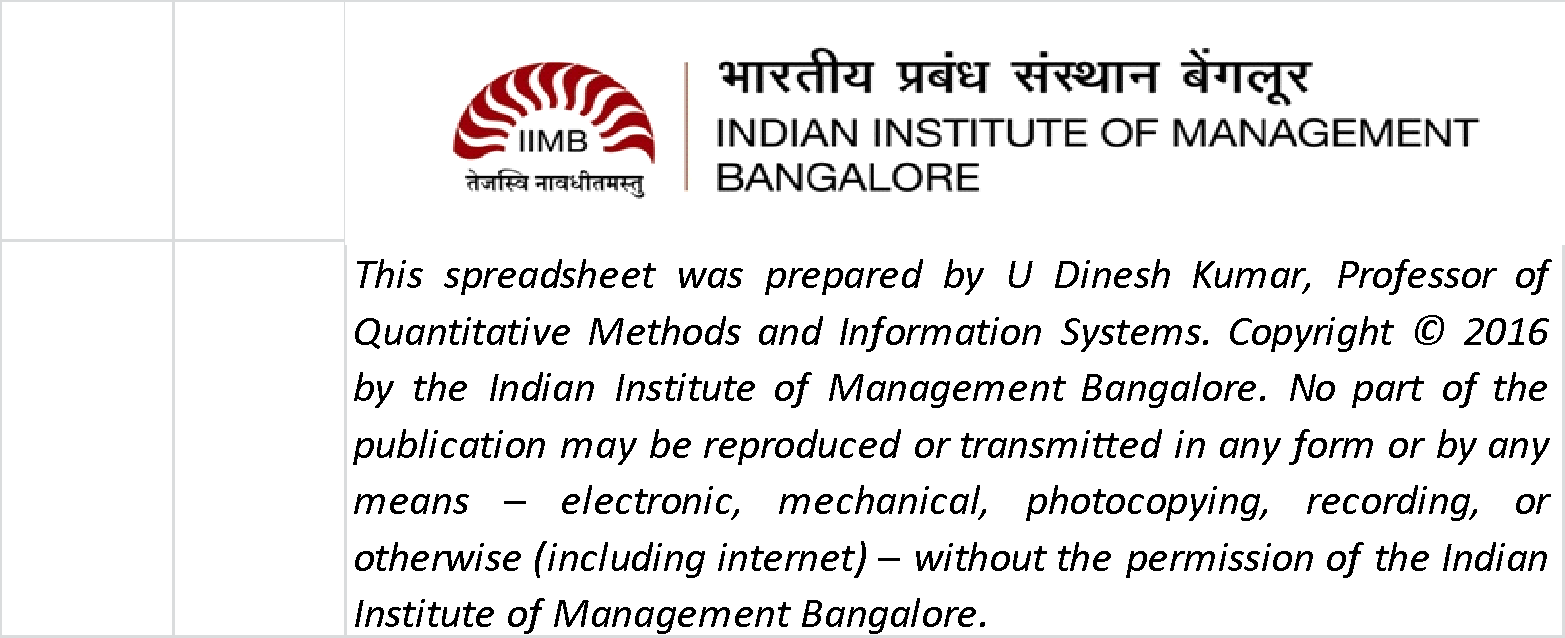 भारतीय प्रबंध संस्थान बेंगलूर
INDIAN INSTITUTE OF MANAGEMENT
BANGALORE
IIMB
तेजस्वि नावधीतमस्तु
This spreadsheet was prepared by U Dinesh Kumar, Professor of
Quantitative Methods and Information Systems. Copyright © 2016
by the Indian Institute of Management Bangalore. No part of the
publication may be reproduced or transmitted in any form or by any
means – electronic, mechanical, photocopying, recording, or
otherwise (including internet) – without the permission of the Indian
Institute of Management Bangalore.